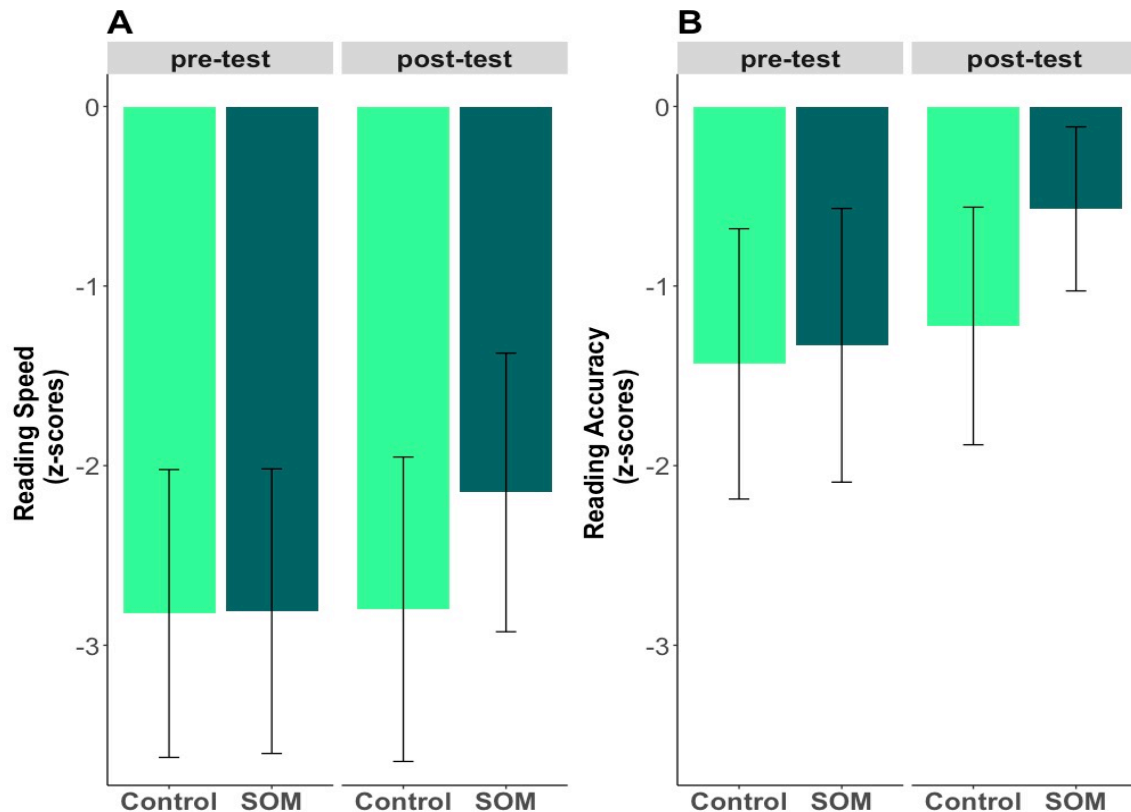 A
pre-test
post-test
0
-1
-2
-3
Reading Speed
(z-scores)
Control
SOM
Control
SOM
B
pre-test
post-test
0
-1
-2
-3
Reading Accuracy
(z-scores)
Control
SOM
Control
SOM